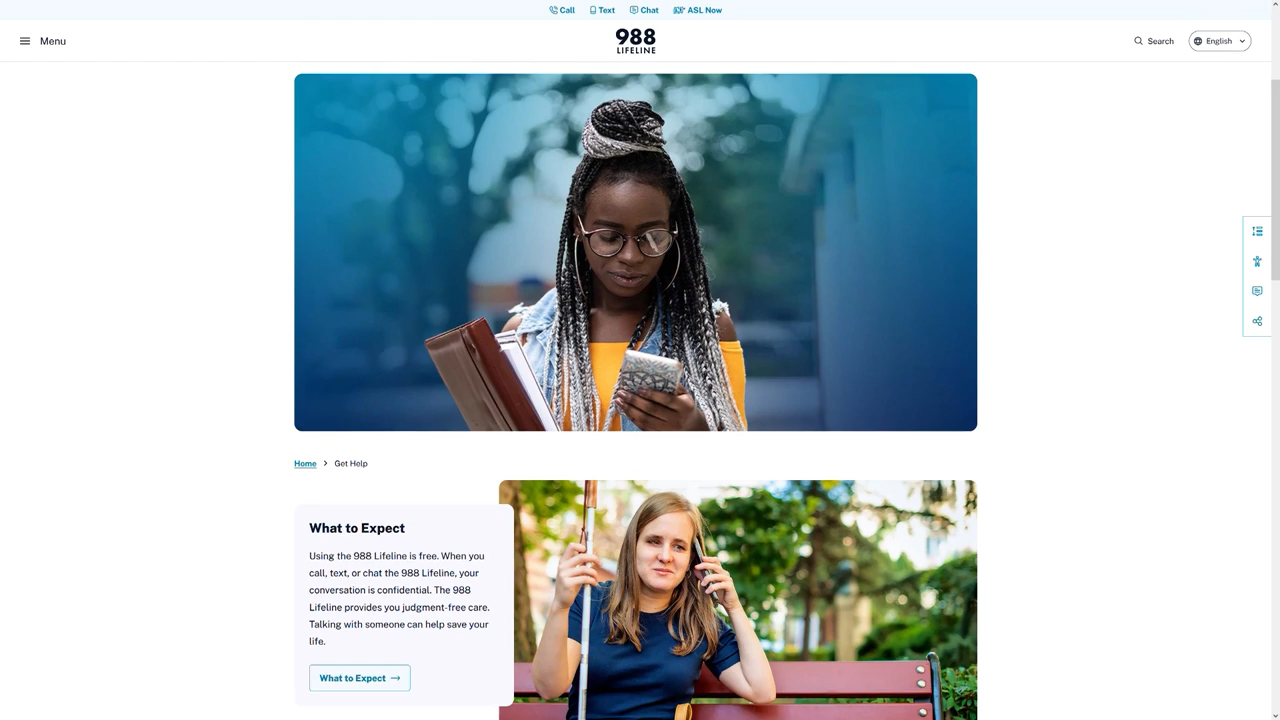 Call Text Chat ASL Now
Menu
988
LIFELINE
Search
English
Home > Get Help
What to Expect
Using the 988 Lifeline is free. When you
call, text, or chat the 988 Lifeline, your
conversation is confidential. The 988
Lifeline provides you judgment-free care.
Talking with someone can help save your
life.
What to Expect →